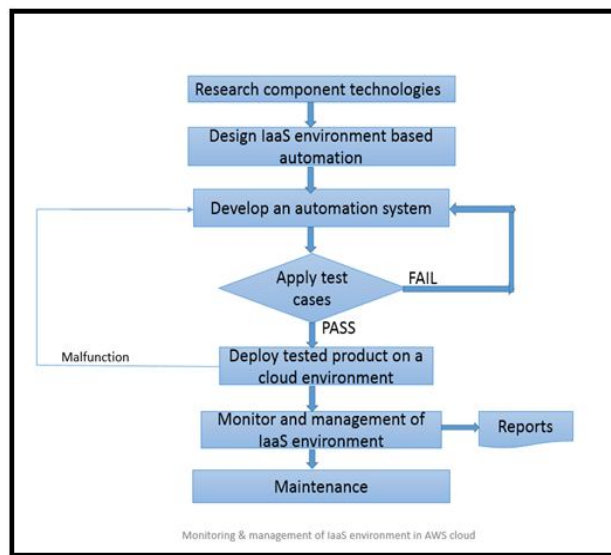 Research component technologies
Design IaaS environment based
automation
Develop an automation system
Apply test
cases
FAIL
PASS
Deploy tested product on a
cloud environment
Malfunction
Monitor and management of
IaaS environment
Reports
Maintenance
Monitoring & management of IaaS environment in AWS cloud